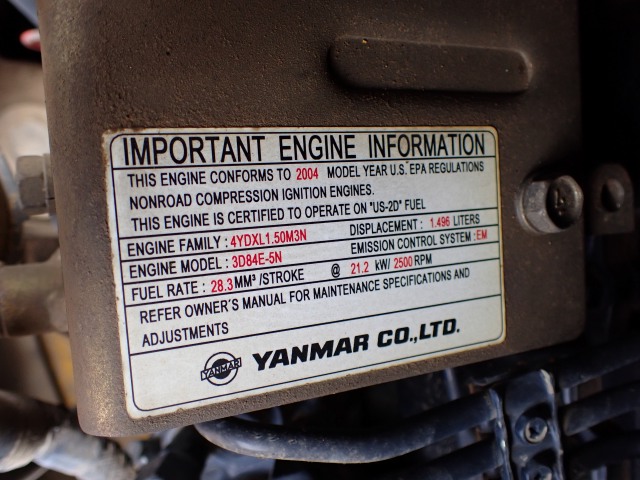 IMPORTANT ENGINE INFORMATION
THIS ENGINE CONFORMS TO 2004 MODEL YEAR U.S. EPA REGULATIONS
NONROAD COMPRESSION IGNITION ENGINES.
THIS ENGINE IS CERTIFIED TO OPERATE ON "US-2D" FUEL
ENGINE FAMILY : 4YDXL1.50M3N DISPLACEMENT : 1.496 LITERS
ENGINE MODEL : 3D84E-5N EMISSION CONTROL SYSTEM : EM
FUEL RATE : 28.3 MM³ /STROKE @ 21.2 kW/ 2500 RPM
REFER OWNER'S MANUAL FOR MAINTENANCE SPECIFICATIONS AND
ADJUSTMENTS
YANMAR YANMAR CO.,LTD.